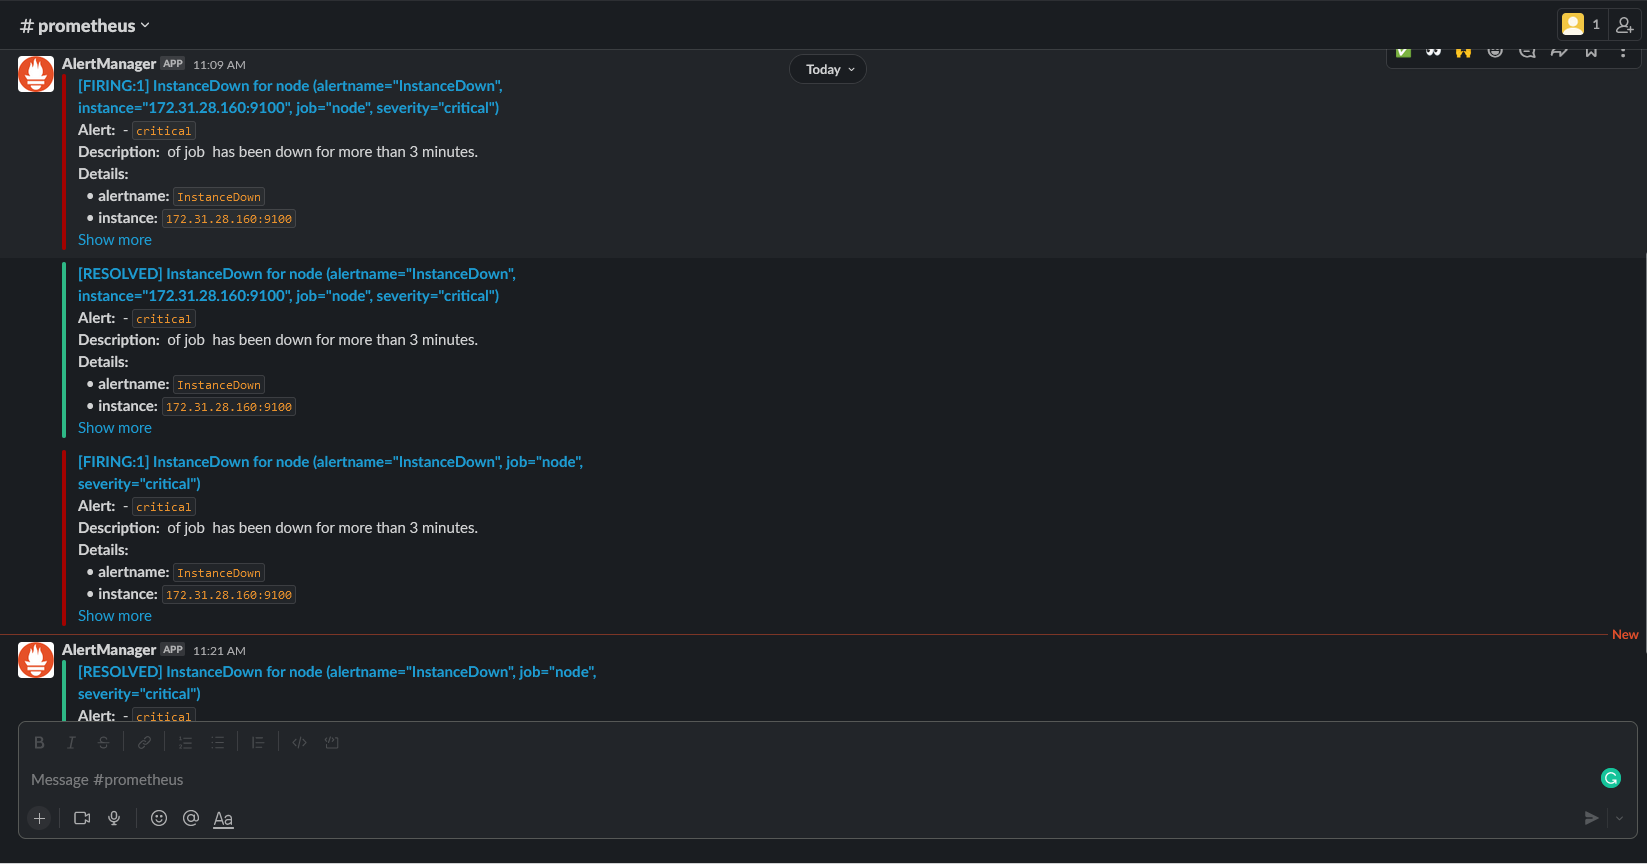 # prometheus
1
Today
AlertManager APP 11:09 AM
[FIRING:1] InstanceDown for node (alertname="InstanceDown",
instance="172.31.28.160:9100", job="node", severity="critical")
Alert: - critical
Description: of job has been down for more than 3 minutes.
Details:
• alertname: InstanceDown
• instance: 172.31.28.160:9100
Show more
[RESOLVED] InstanceDown for node (alertname="InstanceDown",
instance="172.31.28.160:9100", job="node", severity="critical")
Alert: - critical
Description: of job has been down for more than 3 minutes.
Details:
• alertname: InstanceDown
• instance: 172.31.28.160:9100
Show more
[FIRING:1] InstanceDown for node (alertname="InstanceDown", job="node",
severity="critical")
Alert: - critical
Description: of job has been down for more than 3 minutes.
Details:
• alertname: InstanceDown
• instance: 172.31.28.160:9100
Show more
New
AlertManager APP 11:21 AM
[RESOLVED] InstanceDown for node (alertname="InstanceDown", job="node",
severity="critical")
Alert: - critical
B I S
Message #prometheus
Aa